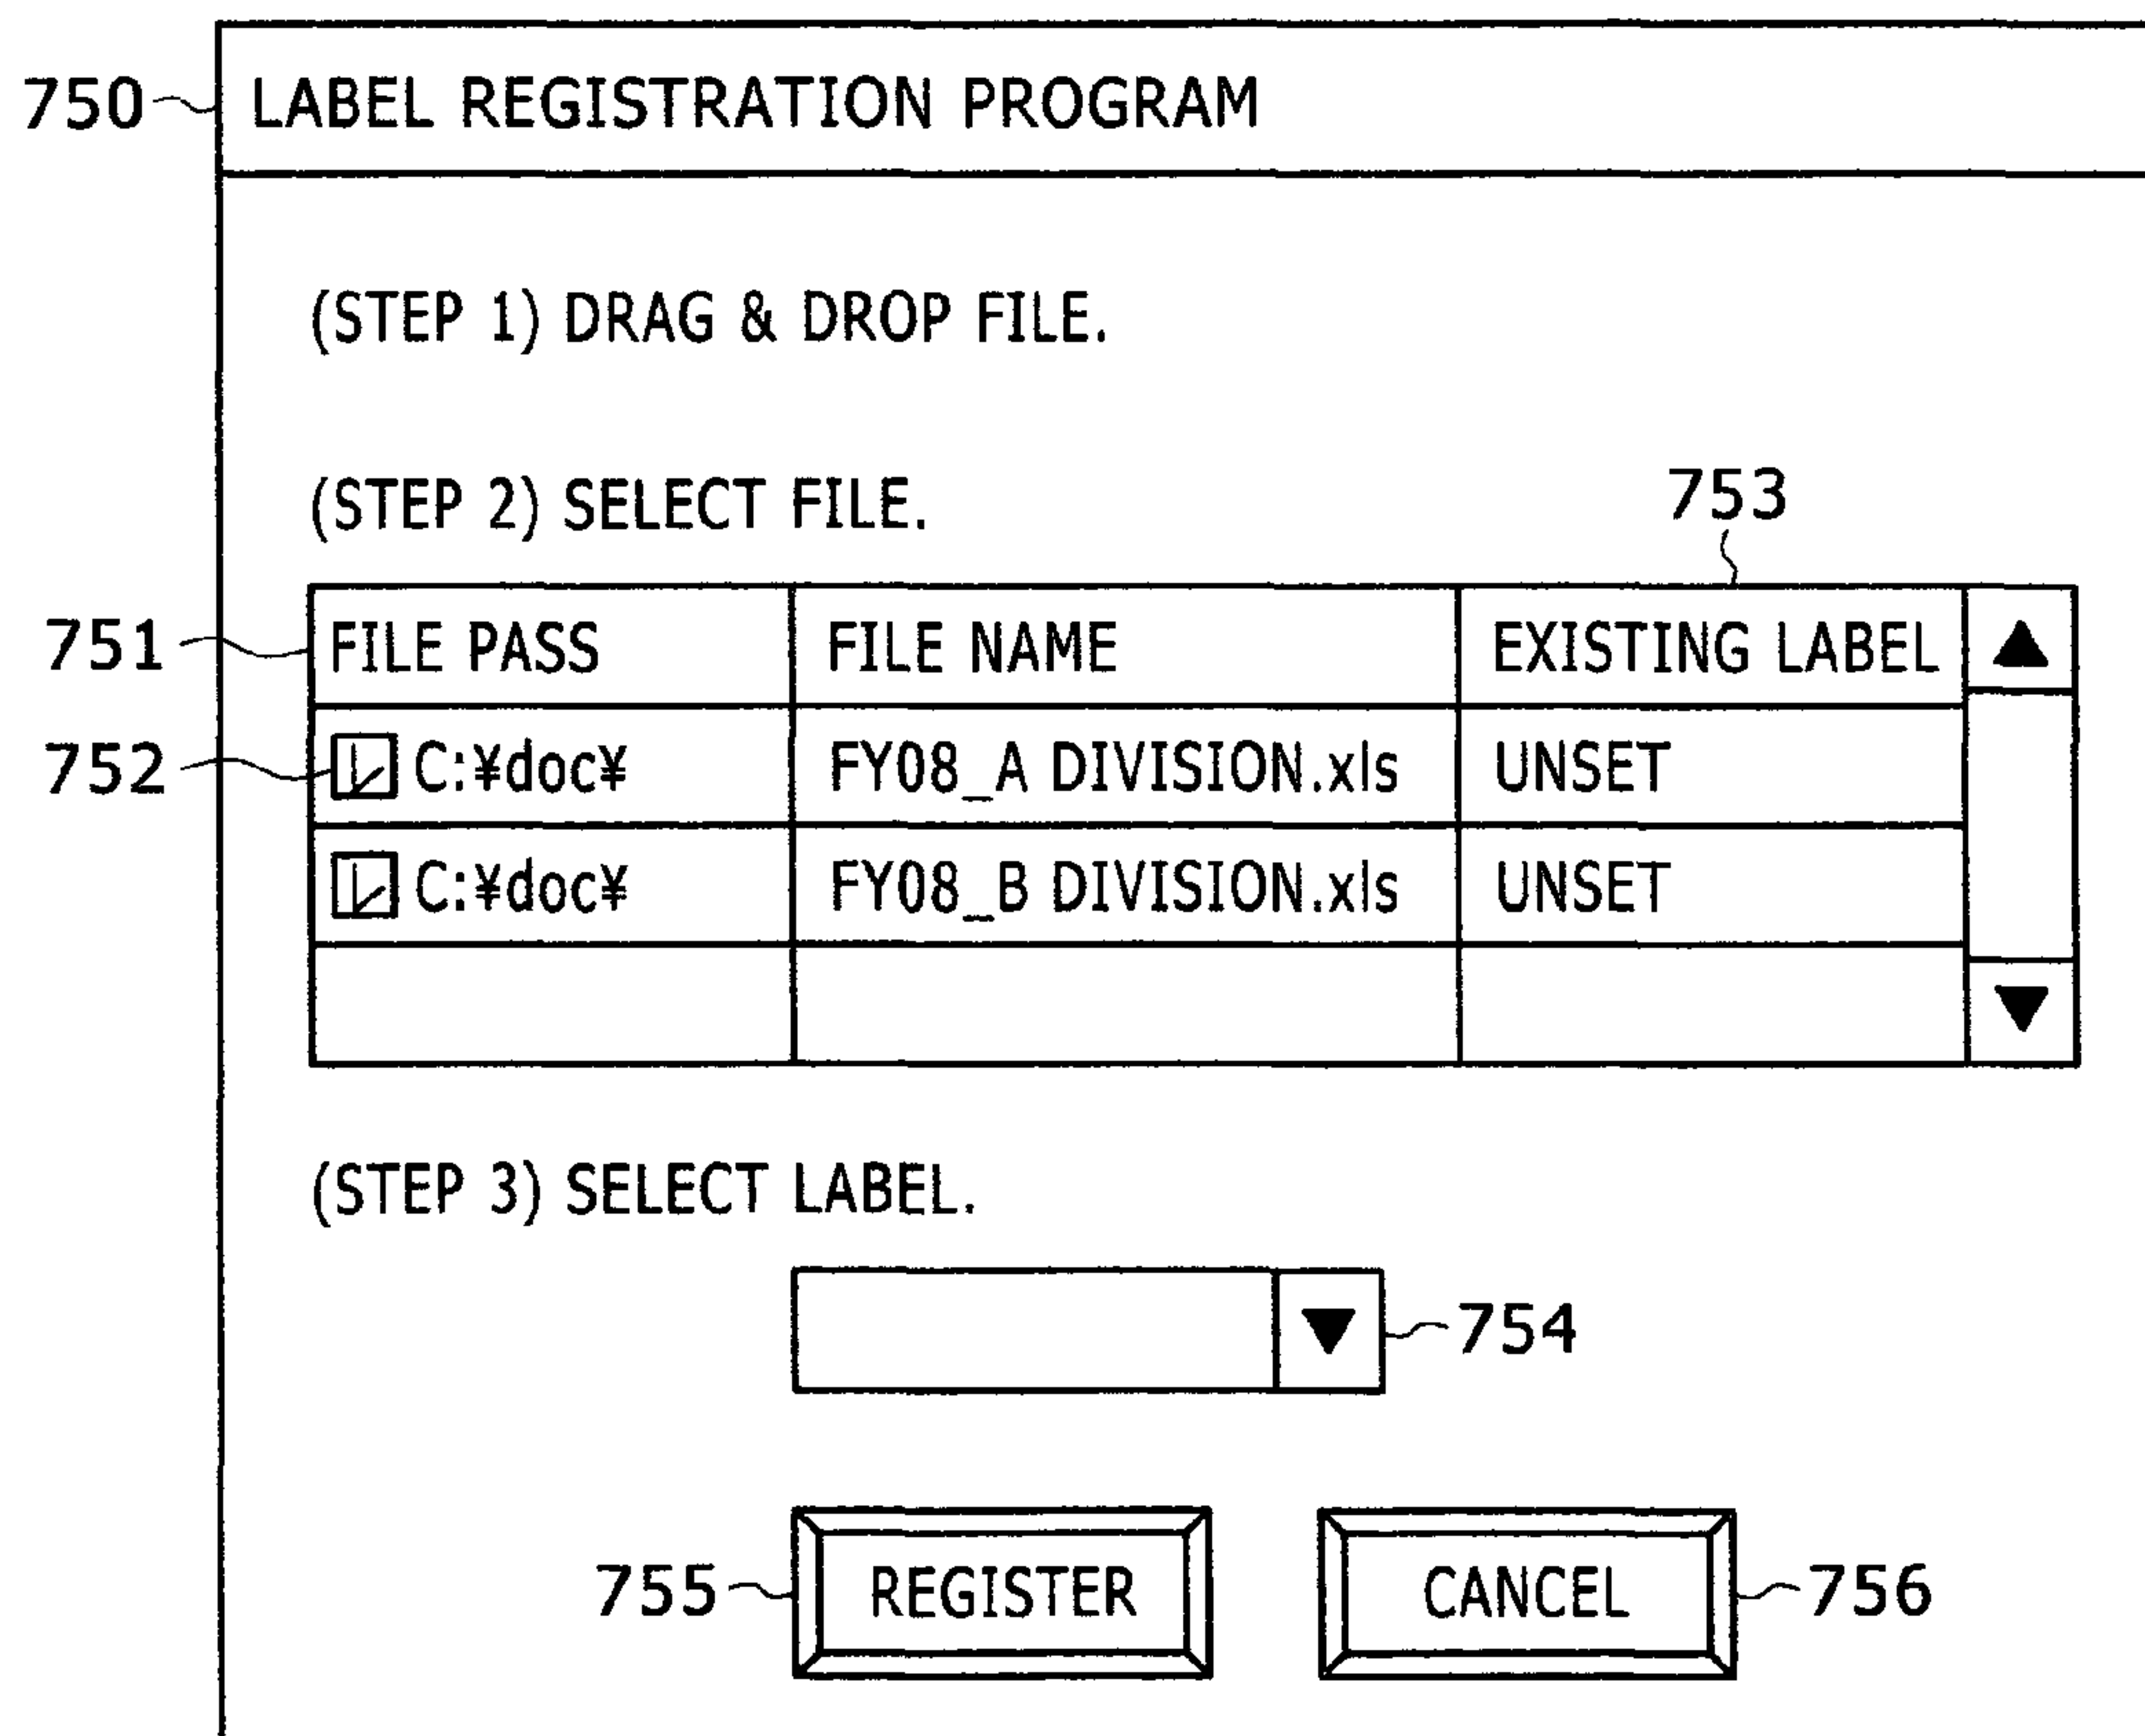 750 LABEL REGISTRATION PROGRAM
(STEP 1) DRAG & DROP FILE.
(STEP 2) SELECT FILE.
753
751 FILE PASS FILE NAME EXISTING LABEL
752 C:¥doc¥ FY08_A DIVISION.xls UNSET
C:¥doc¥ FY08_B DIVISION.xls UNSET
(STEP 3) SELECT LABEL.
754
755 REGISTER CANCEL 756